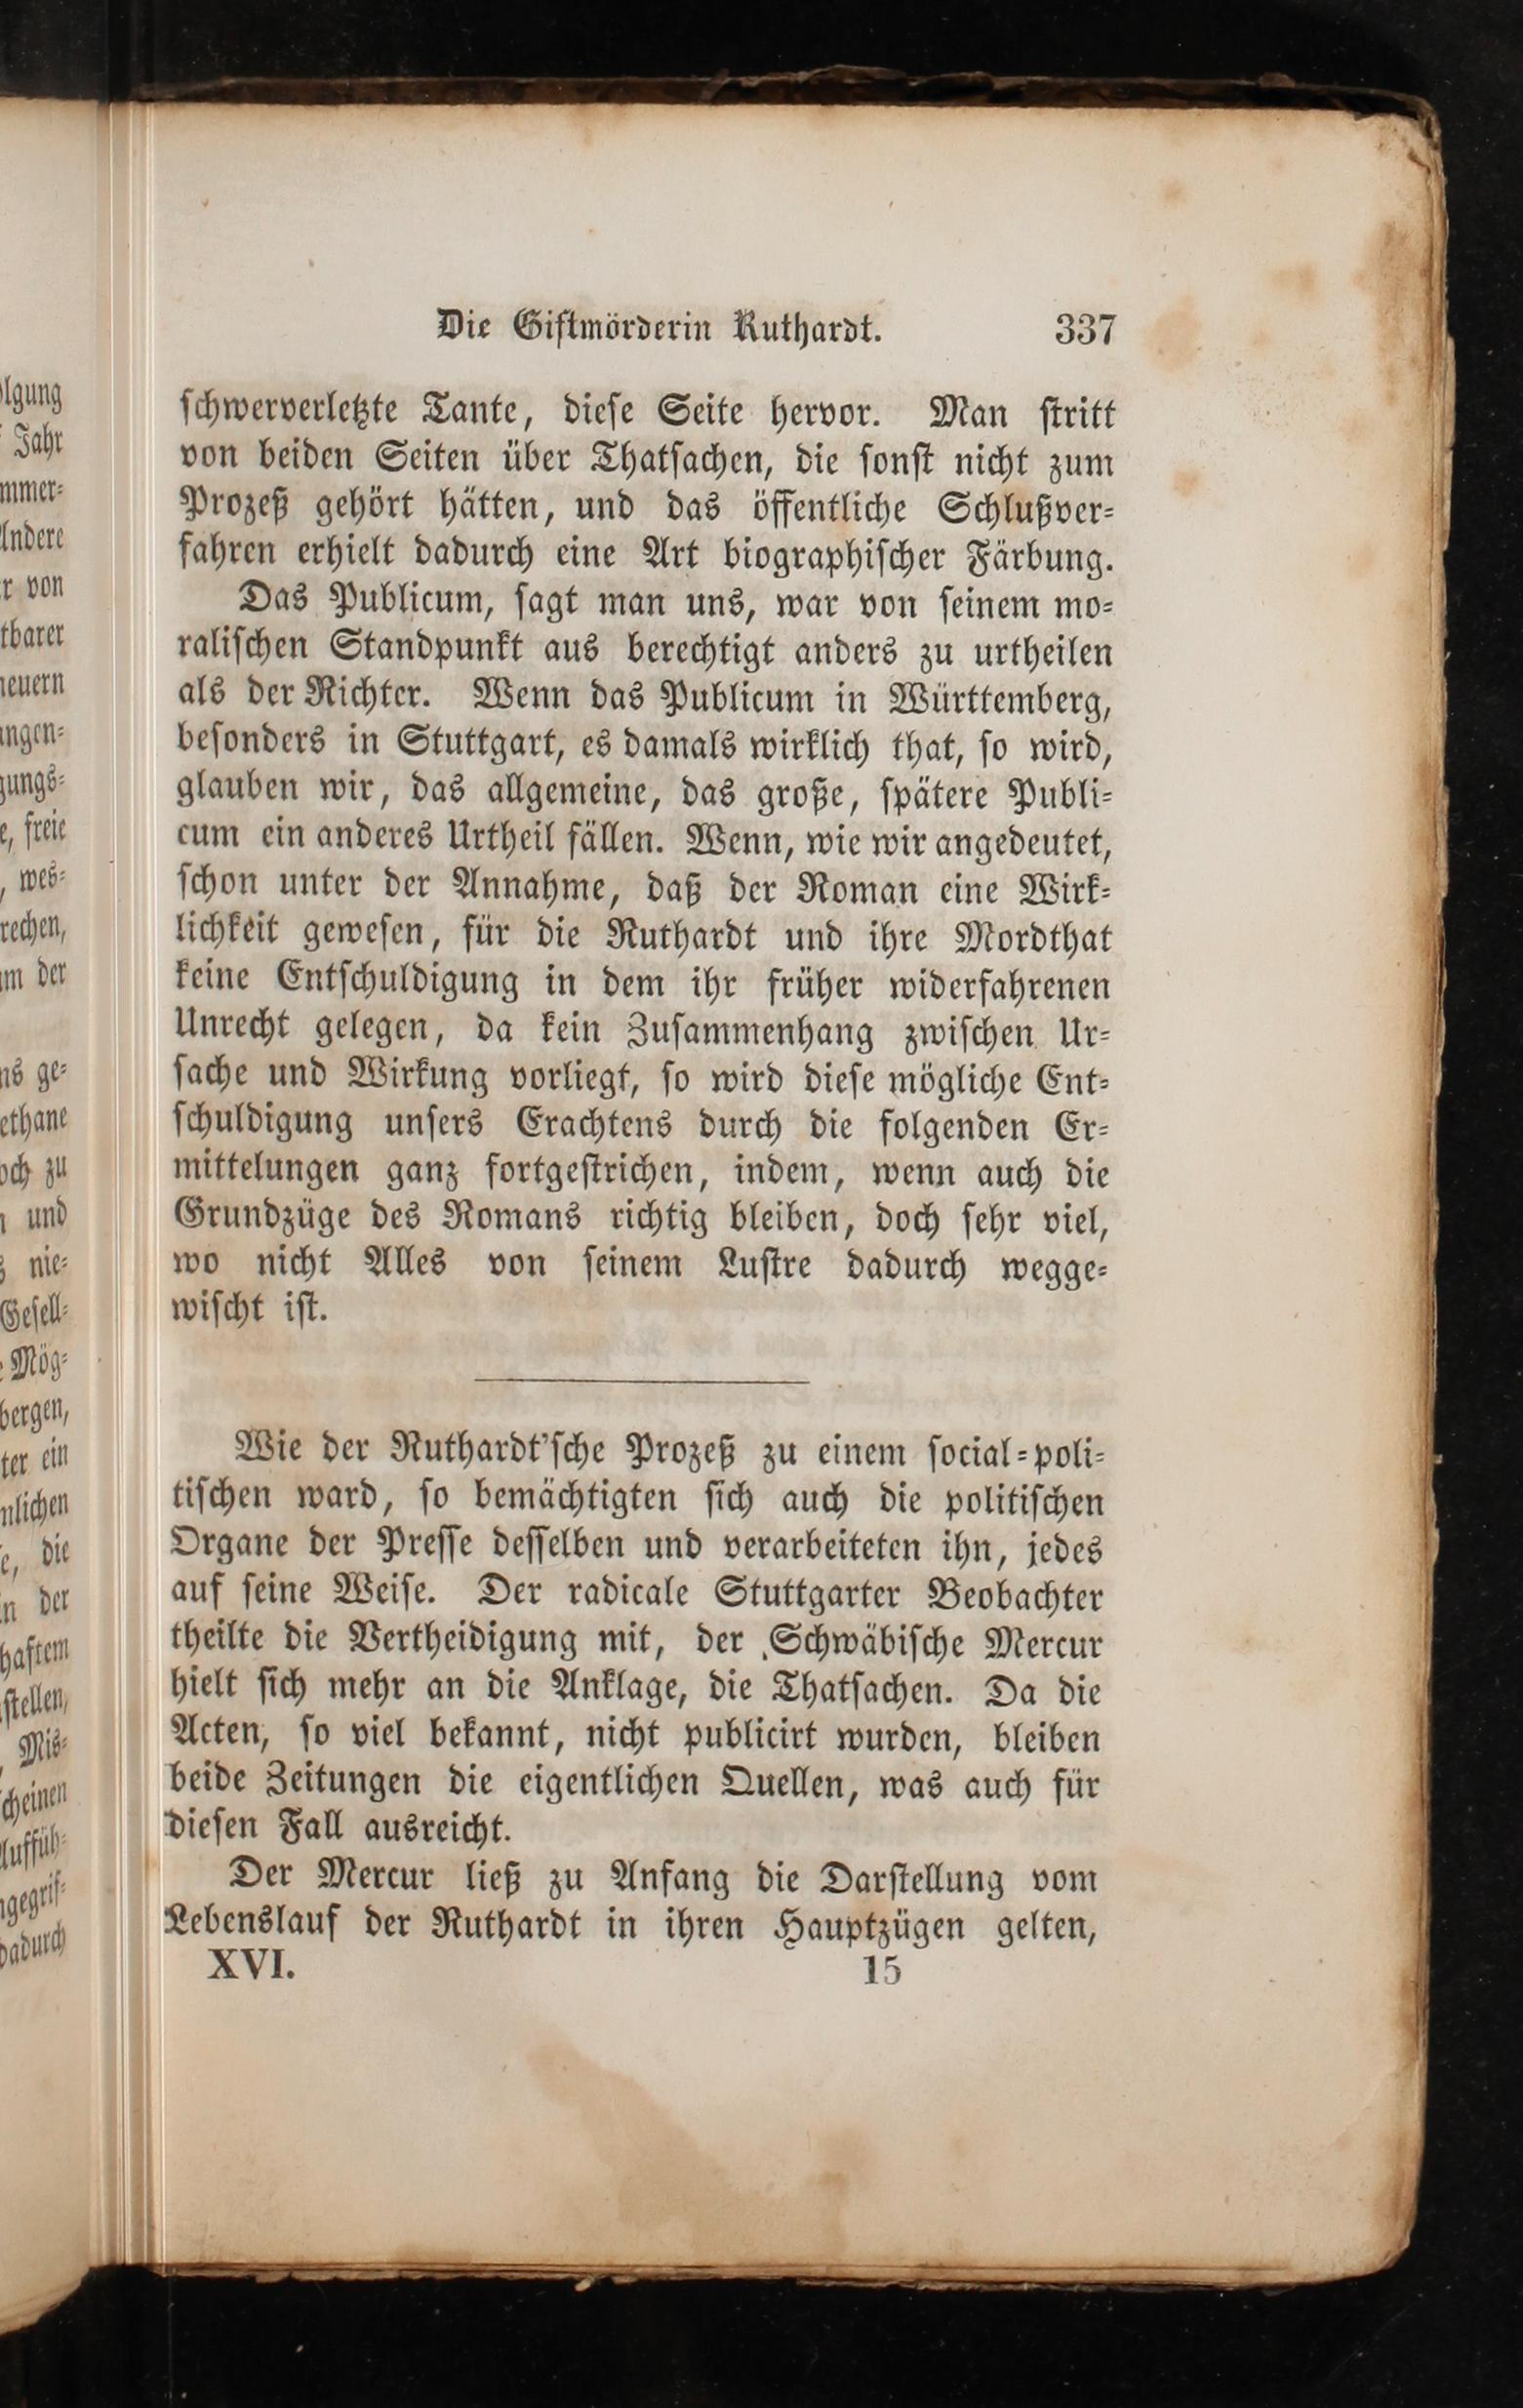 Die Giftmörderin Ruthardt. 337
schwerverletzte Tante, diese Seite hervor. Man stritt
von beiden Seiten über Thatsachen, die sonst nicht zum
Prozeß gehört hätten, und das öffentliche Schlußver-
fahren erhielt dadurch eine Art biographischer Färbung.
Das Publicum, sagt man uns, war von seinem mo-
ralischen Standpunkt aus berechtigt anders zu urtheilen
als der Richter. Wenn das Publicum in Württemberg,
besonders in Stuttgart, es damals wirklich that, so wird,
glauben wir, das allgemeine, das große, spätere Publi-
cum ein anderes Urtheil fällen. Wenn, wie wir angedeutet,
schon unter der Annahme, daß der Roman eine Wirk-
lichkeit gewesen, für die Ruthardt und ihre Mordthat
keine Entschuldigung in dem ihr früher widerfahrenen
Unrecht gelegen, da kein Zusammenhang zwischen Ur-
sache und Wirkung vorliegt, so wird diese mögliche Ent-
schuldigung unsers Erachtens durch die folgenden Er-
mittelungen ganz fortgestrichen, indem, wenn auch die
Grundzüge des Romans richtig bleiben, doch sehr viel,
wo nicht Alles von seinem Lustre dadurch wegge-
wischt ist.
Wie der Ruthardt'sche Prozeß zu einem social-poli-
tischen ward, so bemächtigten sich auch die politischen
Organe der Presse desselben und verarbeiteten ihn, jedes
auf seine Weise. Der radicale Stuttgarter Beobachter
theilte die Vertheidigung mit, der Schwäbische Mercur
hielt sich mehr an die Anklage, die Thatsachen. Da die
Acten, so viel bekannt, nicht publicirt wurden, bleiben
beide Zeitungen die eigentlichen Quellen, was auch für
diesen Fall ausreicht.
Der Mercur ließ zu Anfang die Darstellung vom
Lebenslauf der Ruthardt in ihren Hauptzügen gelten,
XVI. 15